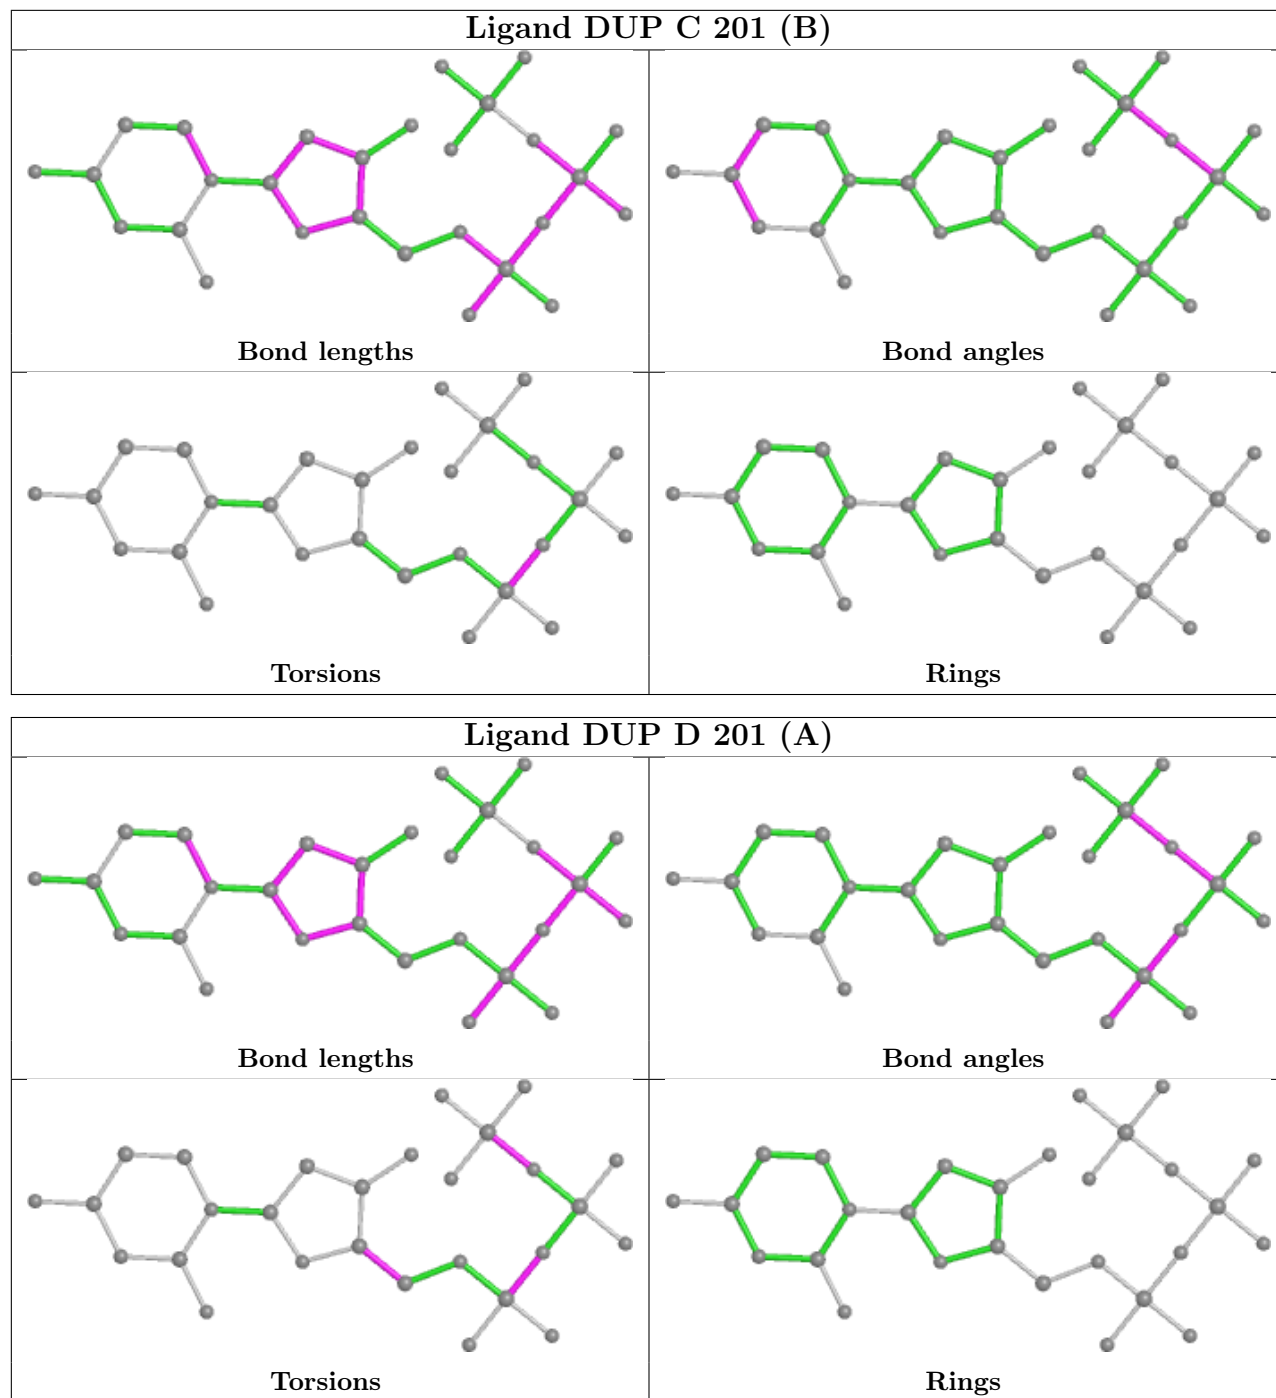 Ligand DUP C 201 (B)
Bond lengths
Bond angles
Torsions
Rings
Ligand DUP D 201 (A)
Bond lengths
Bond angles
Torsions
Rings